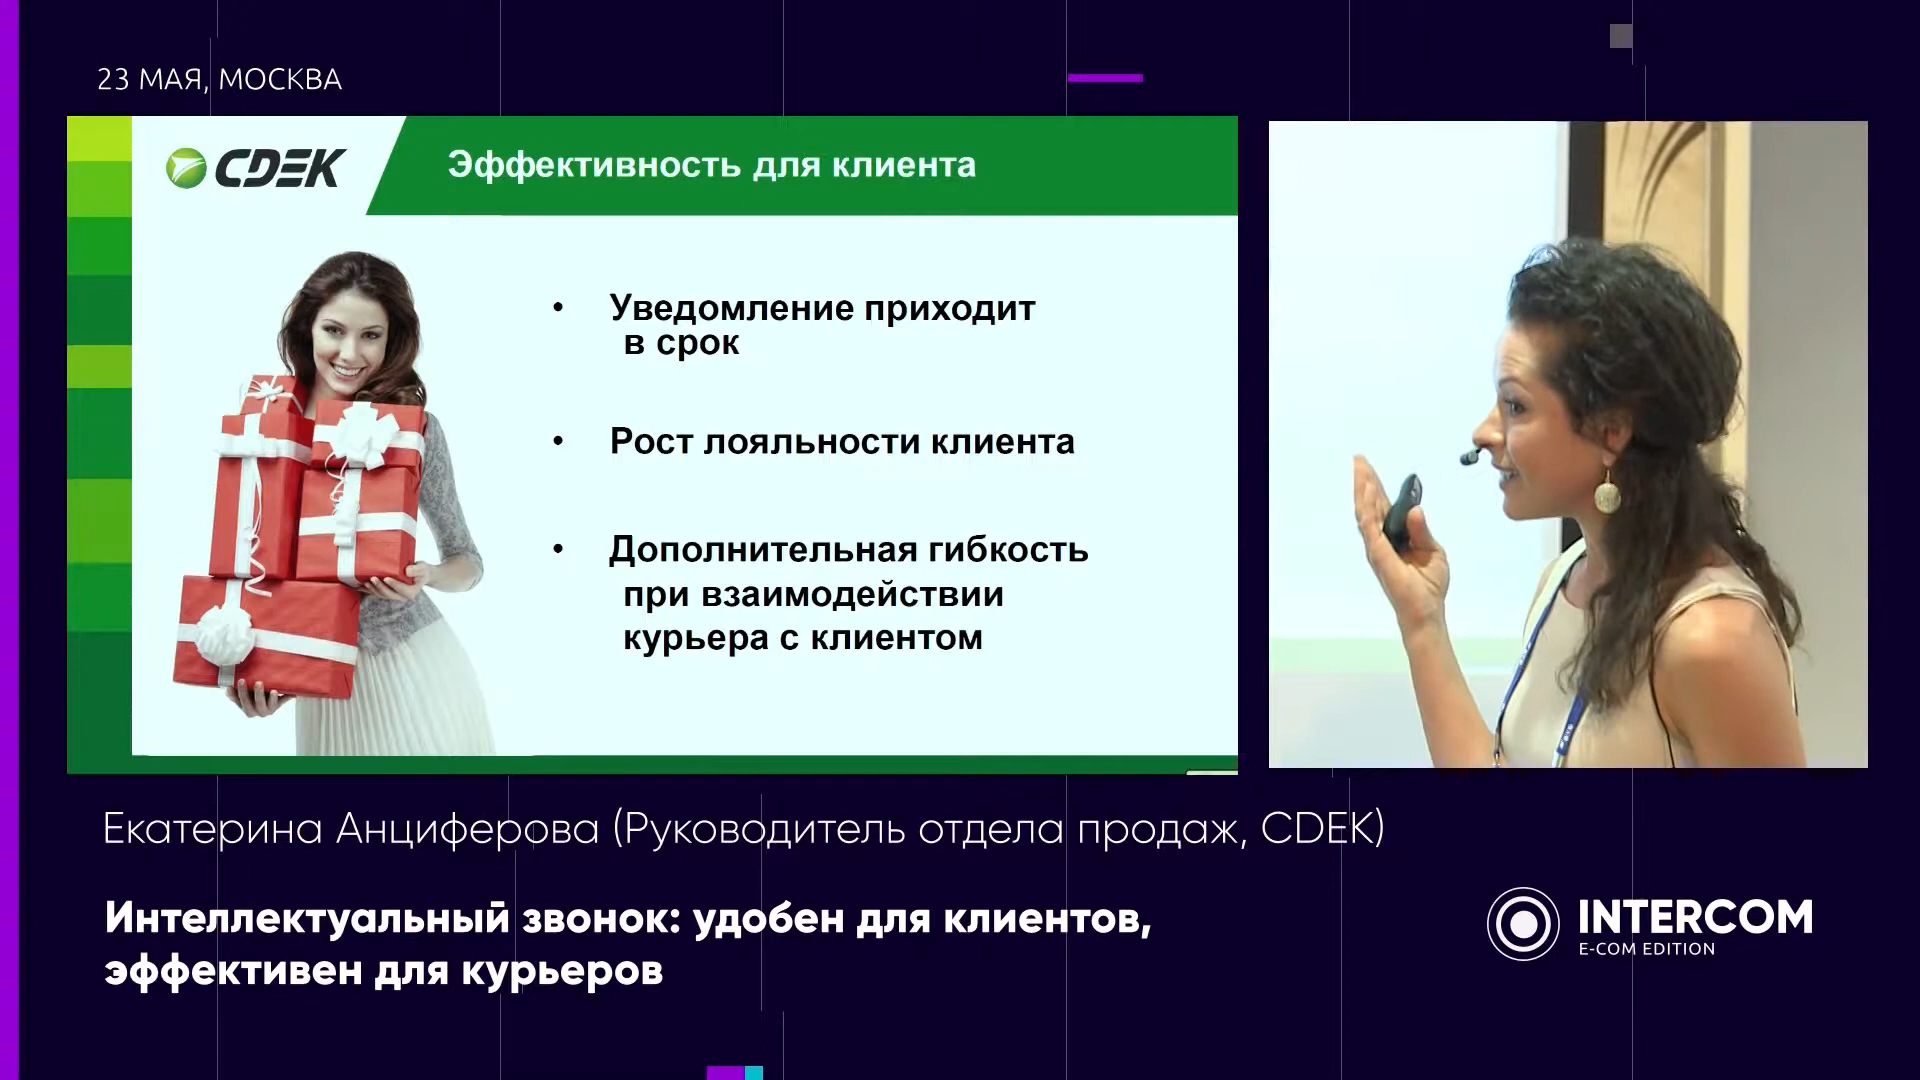 23 МАЯ, МОСКВА
CDEK
Эффективность для клиента
• Уведомление приходит
в срок
• Рост лояльности клиента
• Дополнительная гибкость
при взаимодействии
курьера с клиентом
Екатерина Анциферова (Руководитель отдела продаж, CDEK)
Интеллектуальный звонок: удобен для клиентов,
эффективен для курьеров
INTERCOM
E-COM EDITION